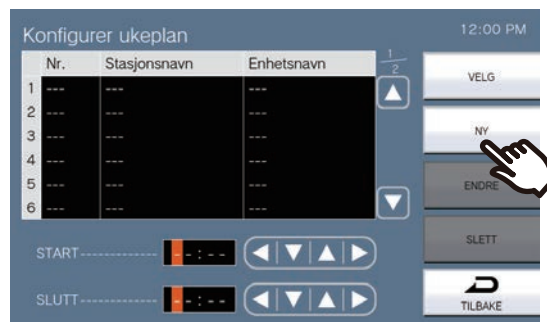 Konfigurer ukeplan 12:00 PM
Nr. Stasjonsnavn Enhetsnavn 1/2
1 --- --- ---
2 --- --- ---
3 --- --- ---
4 --- --- ---
5 --- --- ---
6 --- --- ---
VELG
NY
ENDRE
SLETT
START------------ --:--
SLUTT------------ --:--
TILBAKE